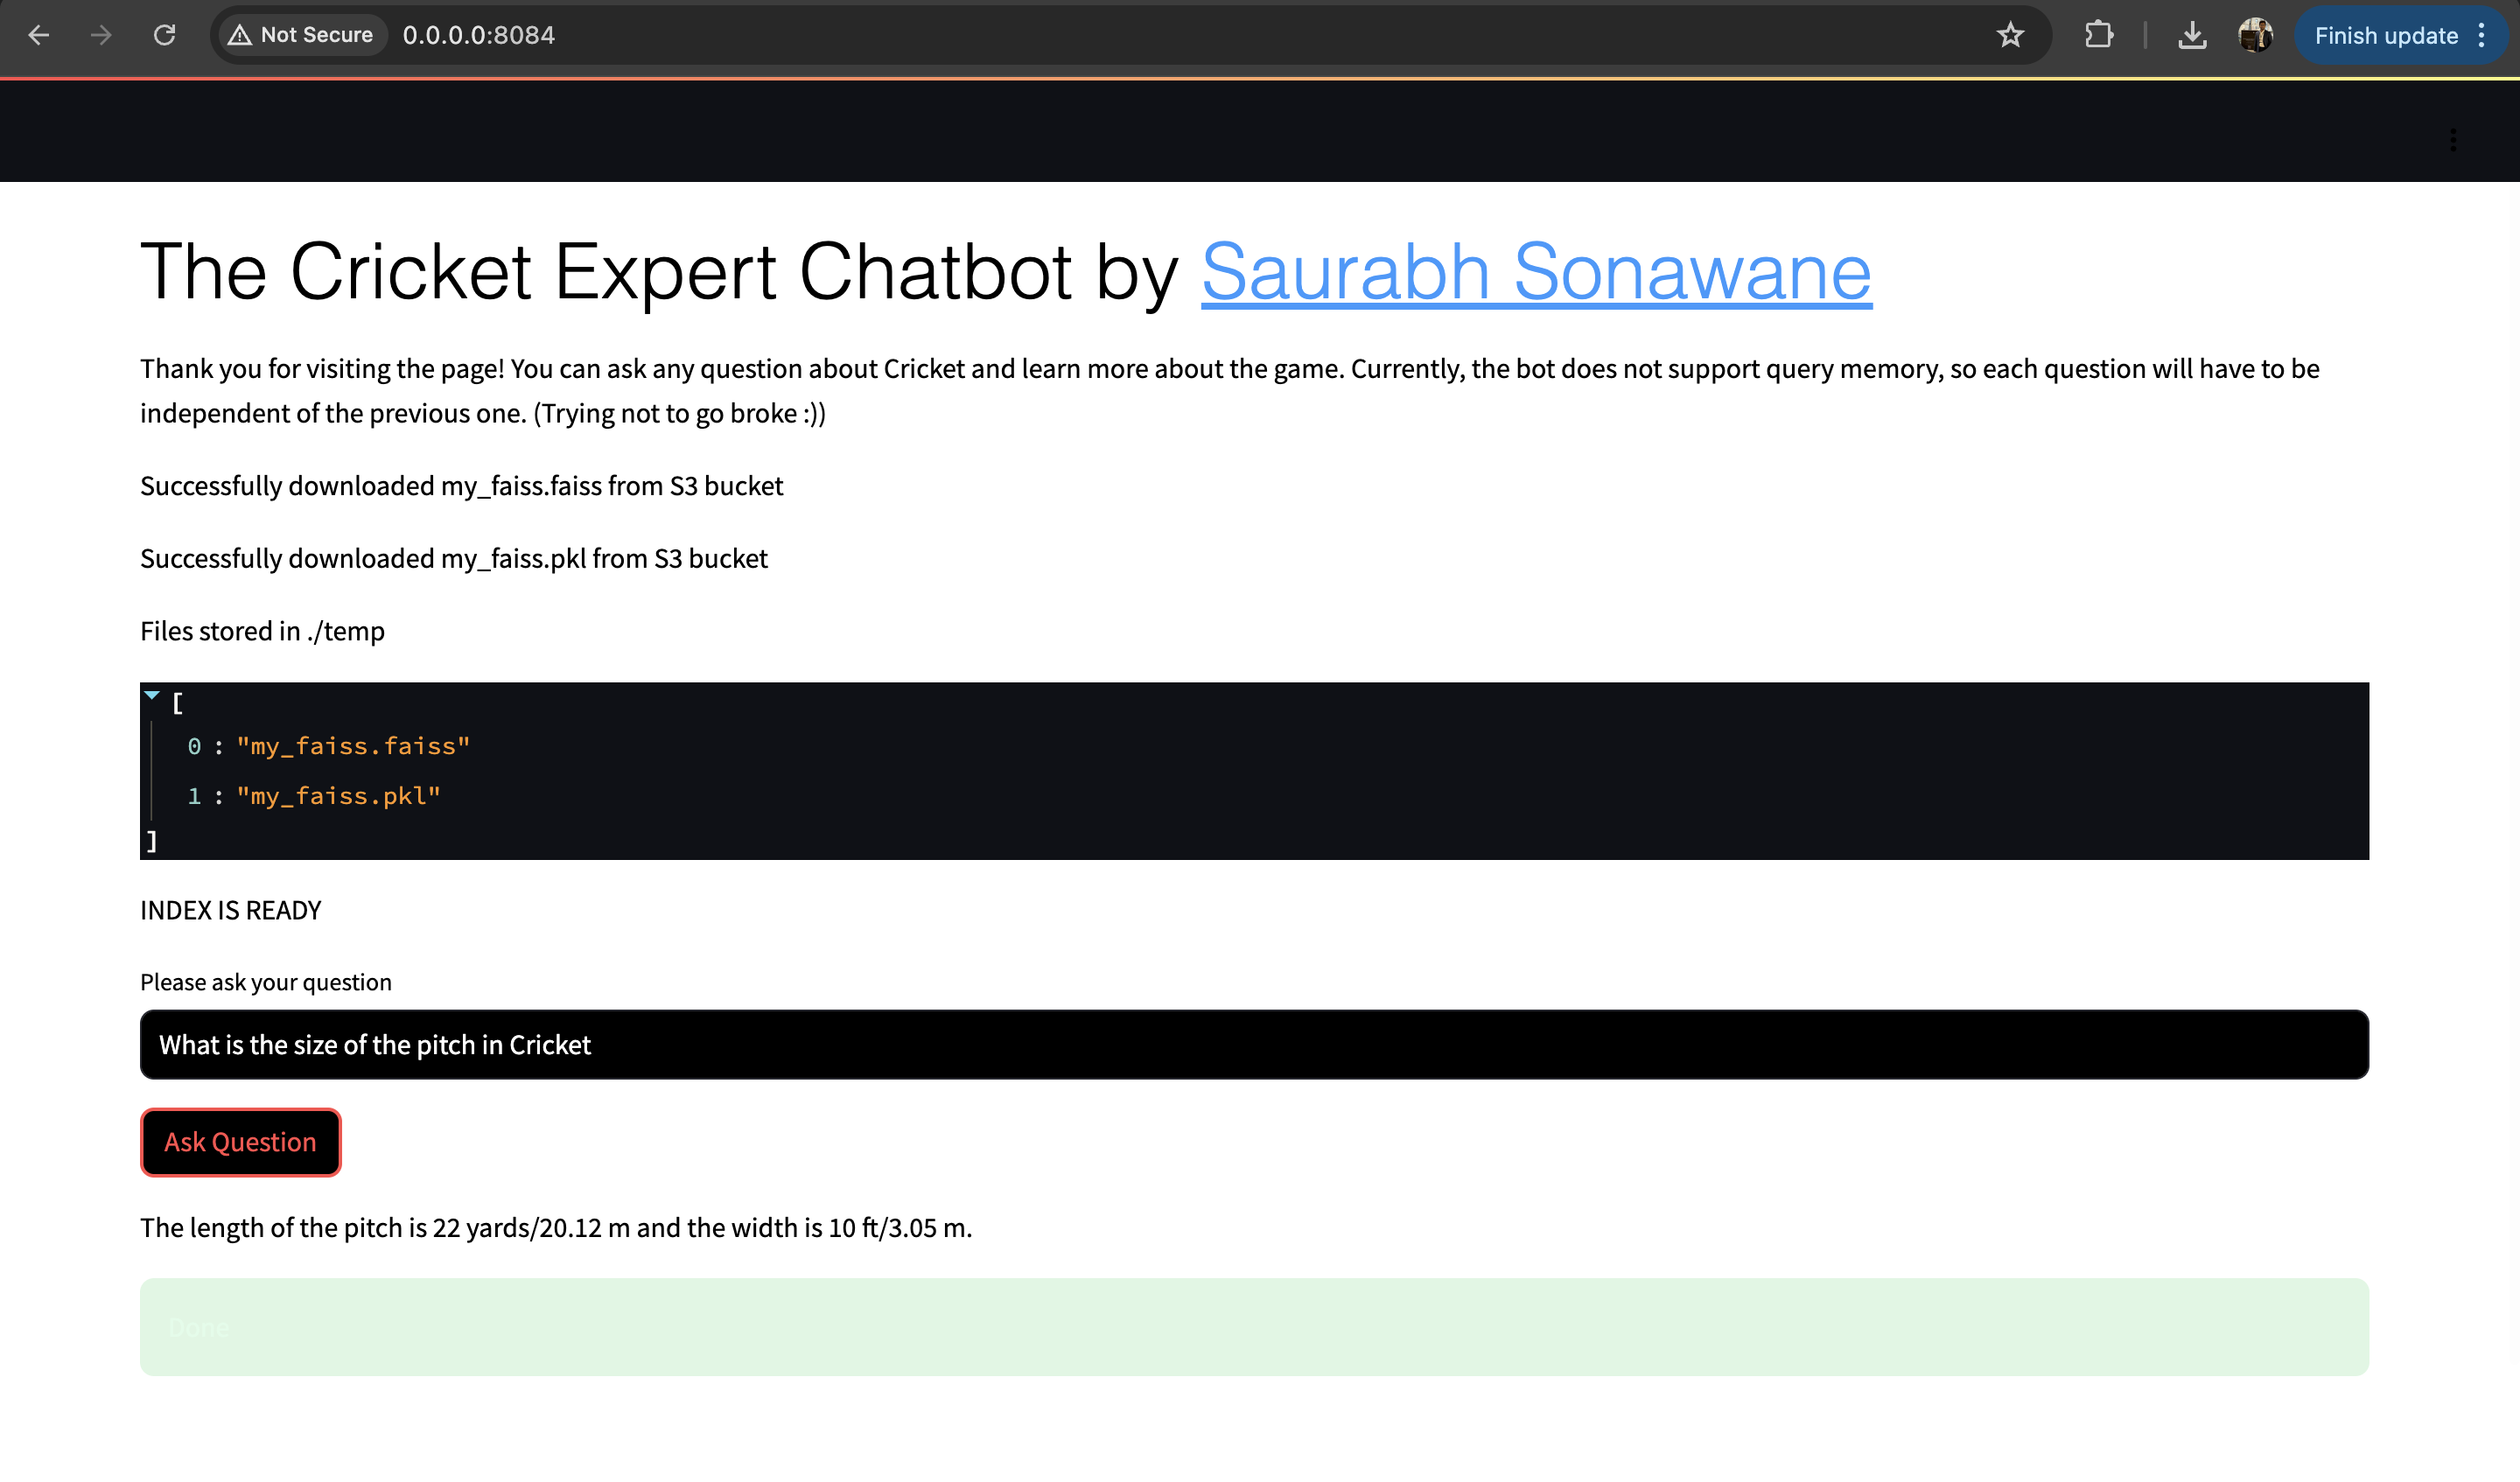 Not Secure
0.0.0.0:8084
Finish update
The Cricket Expert Chatbot by Saurabh Sonawane
Thank you for visiting the page! You can ask any question about Cricket and learn more about the game. Currently, the bot does not support query memory, so each question will have to be
independent of the previous one. (Trying not to go broke :))
Successfully downloaded my_faiss.faiss from S3 bucket
Successfully downloaded my_faiss.pkl from S3 bucket
Files stored in ./temp
[
0 : "my_faiss.faiss"
1 : "my_faiss.pkl"
]
INDEX IS READY
Please ask your question
What is the size of the pitch in Cricket
Ask Question
The length of the pitch is 22 yards/20.12 m and the width is 10 ft/3.05 m.
Done